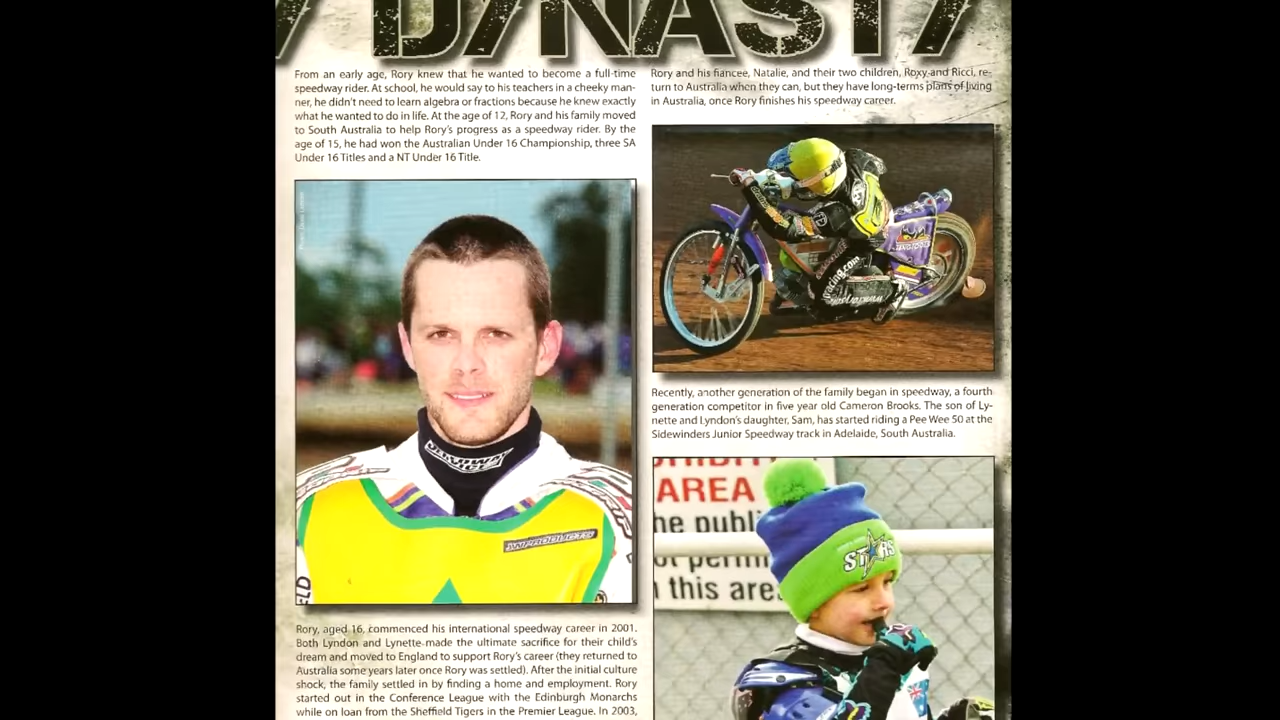 DYNASTY
From an early age, Rory knew that he wanted to become a full-time
speedway rider. At school, he would say to his teachers in a cheeky man-
ner, he didn't need to learn algebra or fractions because he knew exactly
what he wanted to do in life. At the age of 12, Rory and his family moved
to South Australia to help Rory's progress as a speedway rider. By the
age of 15, he had won the Australian Under 16 Championship, three SA
Under 16 Titles and a NT Under 16 Title.
JW PRODUCTS
Rory, aged 16, commenced his international speedway career in 2001.
Both Lyndon and Lynette made the ultimate sacrifice for their child's
dream and moved to England to support Rory's career (they returned to
Australia some years later once Rory was settled). After the initial culture
shock, the family settled in by finding a home and employment. Rory
started out in the Conference League with the Edinburgh Monarchs
while on loan from the Sheffield Tigers in the Premier League. In 2003,
Rory and his fiancee, Natalie, and their two children, Roxy and Ricci, re-
turn to Australia when they can, but they have long-terms plans of living
in Australia, once Rory finishes his speedway career.
racing.com
Recently, another generation of the family began in speedway, a fourth
generation competitor in five year old Cameron Brooks. The son of Ly-
nette and Lyndon's daughter, Sam, has started riding a Pee Wee 50 at the
Sidewinders Junior Speedway track in Adelaide, South Australia.
AREA
he publi
this are
STARS